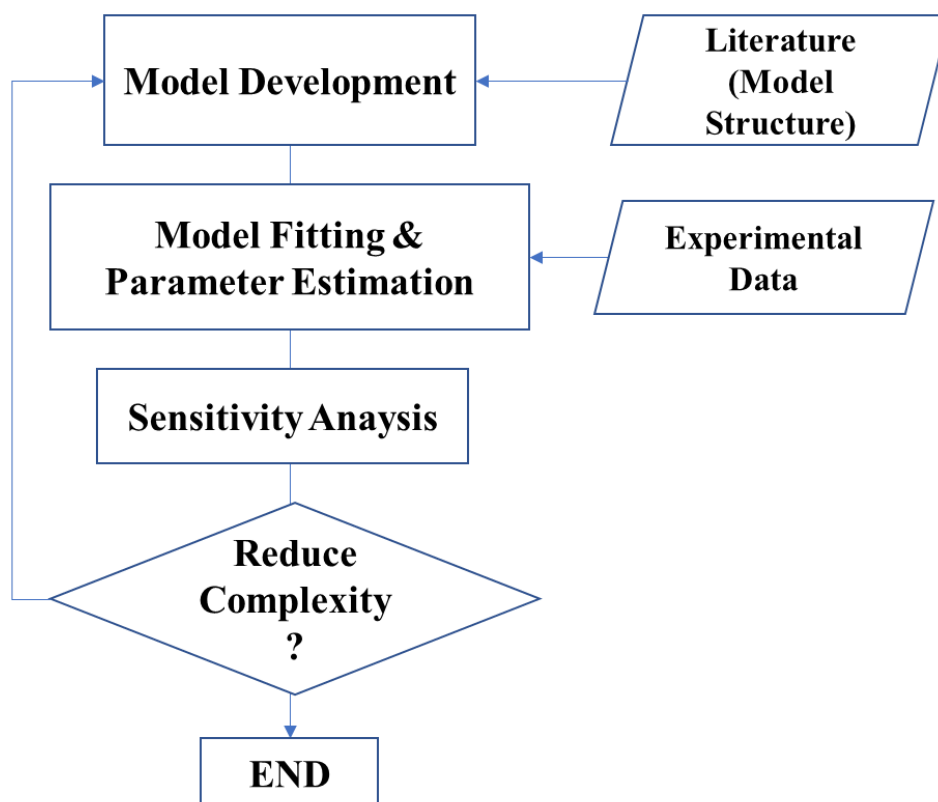 Model Development
Literature
(Model
Structure)
Model Fitting &
Parameter Estimation
Experimental
Data
Sensitivity Anaysis
Reduce
Complexity
?
END